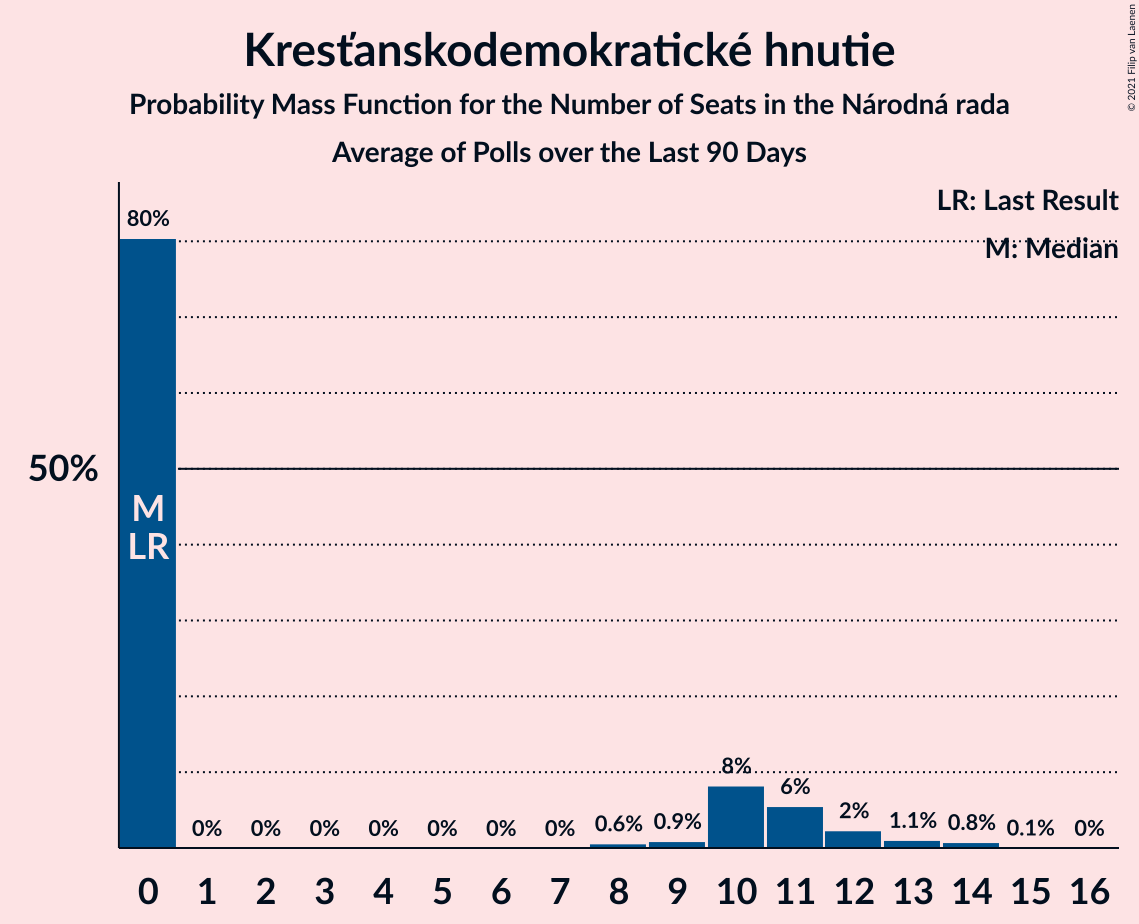 Kresťanskodemokratické hnutie
Probability Mass Function for the Number of Seats in the Národná rada
Average of Polls over the Last 90 Days
© 2021 Filip van Laenen
LR: Last Result
M: Median
80%
50%
M
LR
0% 0% 0% 0% 0% 0% 0% 0.6% 0.9% 8% 6% 2% 1.1% 0.8% 0.1% 0%
0 1 2 3 4 5 6 7 8 9 10 11 12 13 14 15 16